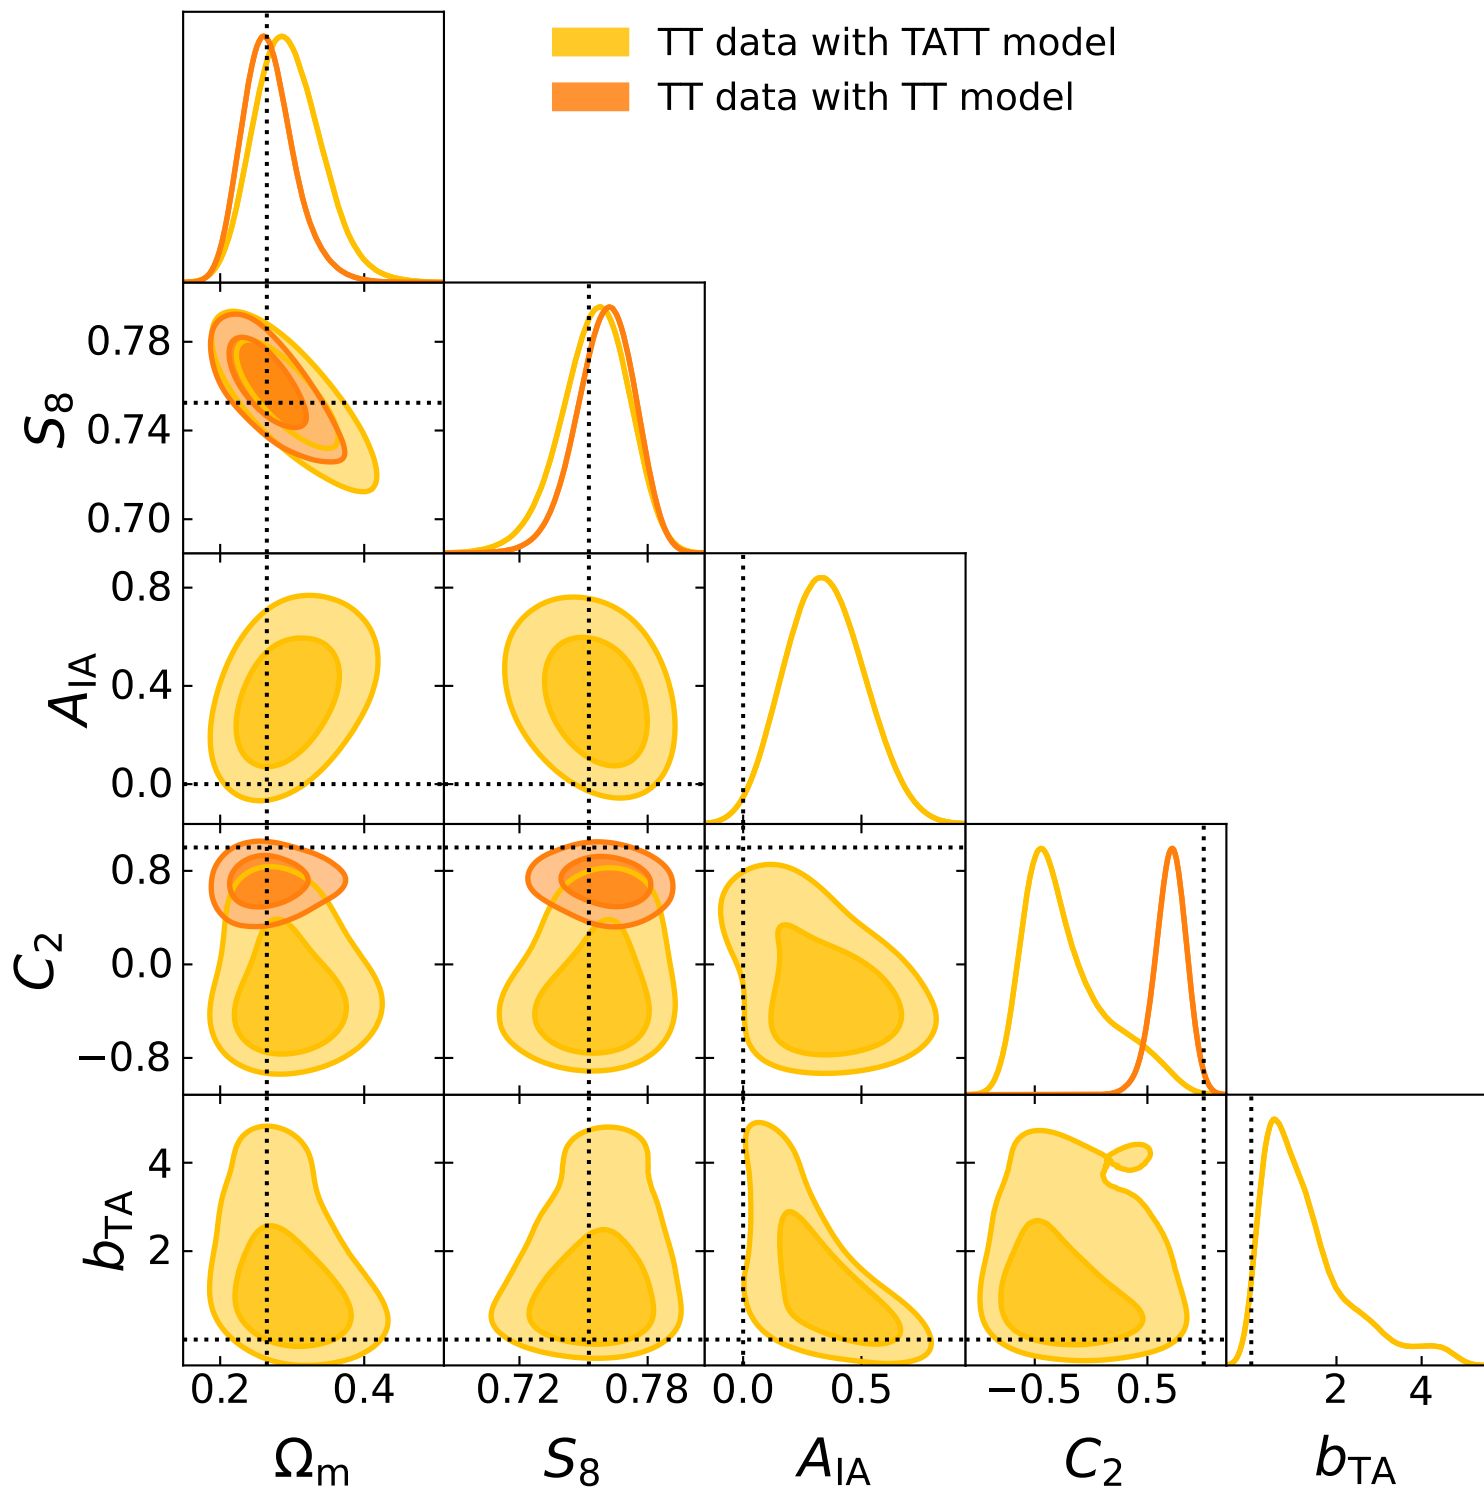 TT data with TATT model
TT data with TT model
0.78
0.74
0.70
S8
0.8
0.4
0.0
AIA
0.8
0.0
−0.8
C2
4
2
bTA
0.2 0.4 0.72 0.78 0.0 0.5 −0.5 0.5 2 4
Ωm S8 AIA C2 bTA